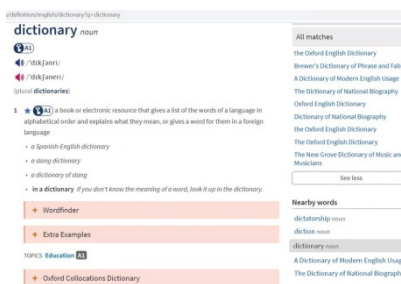 s/definition/english/dictionary?q=dictionary
dictionary noun
A1
/ˈdɪkʃənri/
/ˈdɪkʃəneri/
(plural dictionaries)
1 ★ A1 a book or electronic resource that gives a list of the words of a language in
alphabetical order and explains what they mean, or gives a word for them in a foreign
language
• a Spanish-English dictionary
• a slang dictionary
• a dictionary of slang
• in a dictionary If you don't know the meaning of a word, look it up in the dictionary.
+ Wordfinder
+ Extra Examples
TOPICS Education A1
+ Oxford Collocations Dictionary
All matches
the Oxford English Dictionary
Brewer's Dictionary of Phrase and Fab
A Dictionary of Modern English Usage
The Dictionary of National Biography
Oxford English Dictionary
Dictionary of National Biography
the Oxford English Dictionary
The Oxford English Dictionary
The New Grove Dictionary of Music an
Musicians
See less
Nearby words
dictatorship noun
diction noun
dictionary noun
A Dictionary of Modern English Usag
The Dictionary of National Biograph